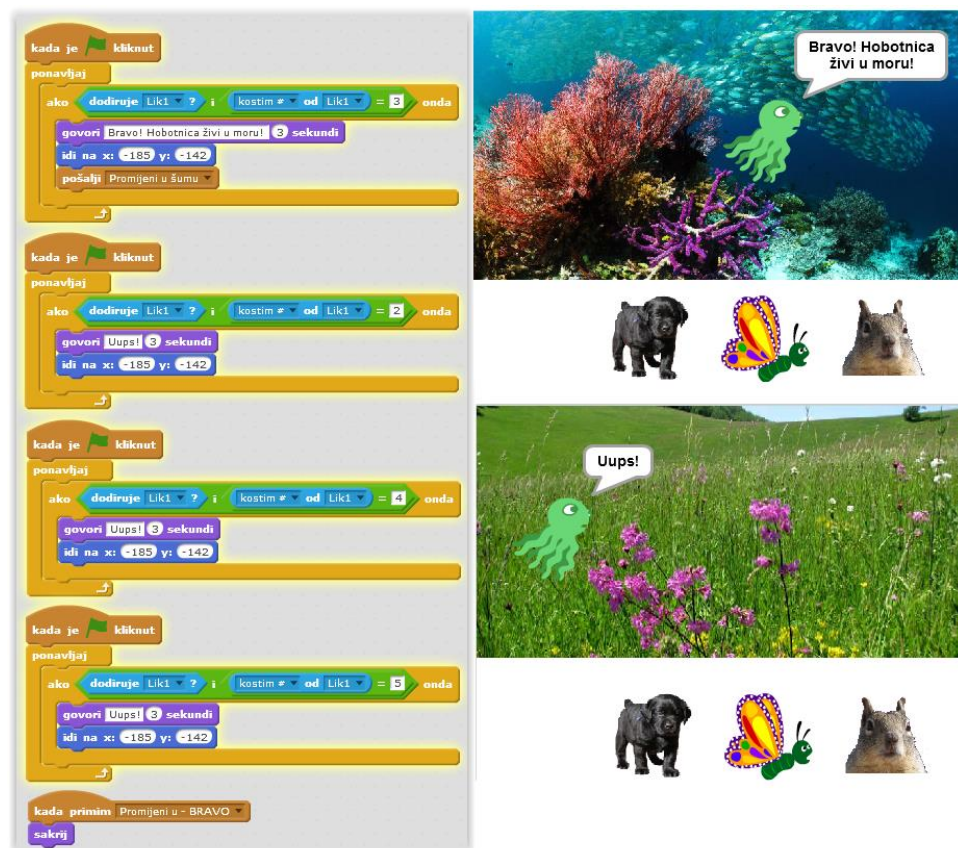 kada je kliknut
ponavljaj
ako dodiruje Lik1 ? i kostim # od Lik1 = 3 onda
govori Bravo! Hobotnica živi u moru! 3 sekundi
idi na x: -185 y: -142
pošalji Promijeni u šumu
kada je kliknut
ponavljaj
ako dodiruje Lik1 ? i kostim # od Lik1 = 2 onda
govori Uups! 3 sekundi
idi na x: -185 y: -142
kada je kliknut
ponavljaj
ako dodiruje Lik1 ? i kostim # od Lik1 = 4 onda
govori Uups! 3 sekundi
idi na x: -185 y: -142
kada je kliknut
ponavljaj
ako dodiruje Lik1 ? i kostim # od Lik1 = 5 onda
govori Uups! 3 sekundi
idi na x: -185 y: -142
kada primim Promijeni u - BRAVO
sakrij
Bravo! Hobotnica
živi u moru!
Uups!